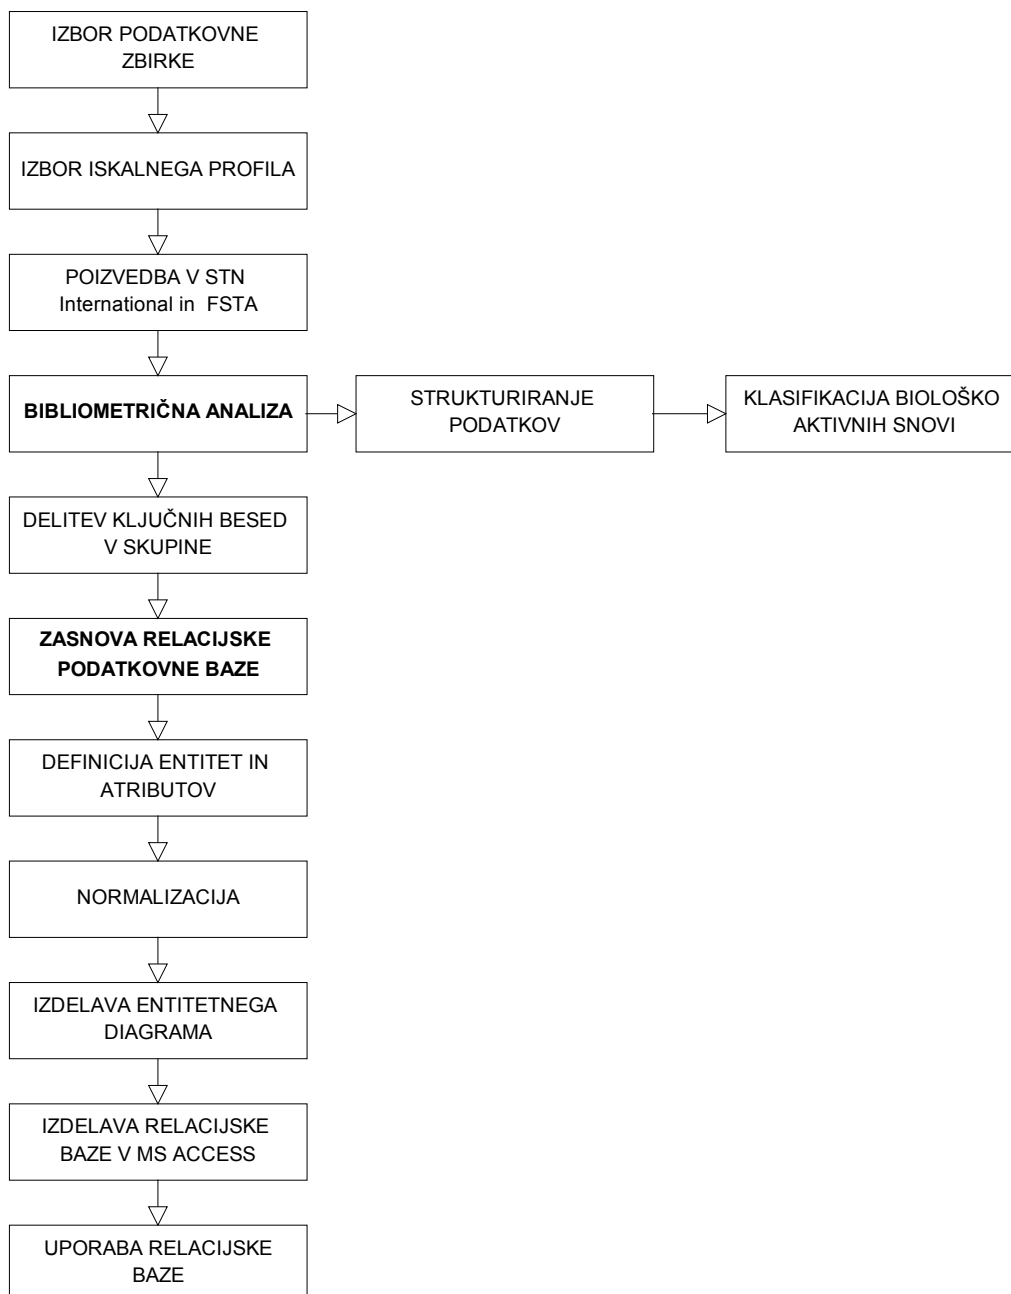 IZBOR PODATKOVNE
ZBIRKE
IZBOR ISKALNEGA PROFILA
POIZVEDBA V STN
International in FSTA
BIBLIOMETRIČNA ANALIZA
STRUKTURIRANJE
PODATKOV
KLASIFIKACIJA BIOLOŠKO
AKTIVNIH SNOVI
DELITEV KLJUČNIH BESED
V SKUPINE
ZASNOVA RELACIJSKE
PODATKOVNE BAZE
DEFINICIJA ENTITET IN
ATRIBUTOV
NORMALIZACIJA
IZDELAVA ENTITETNEGA
DIAGRAMA
IZDELAVA RELACIJSKE
BAZE V MS ACCESS
UPORABA RELACIJSKE
BAZE